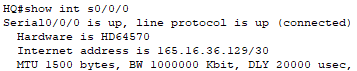 HQ#show int s0/0/0
Serial0/0/0 is up, line protocol is up (connected)
Hardware is HD64570
Internet address is 165.16.36.129/30
MTU 1500 bytes, BW 1000000 Kbit, DLY 20000 usec,